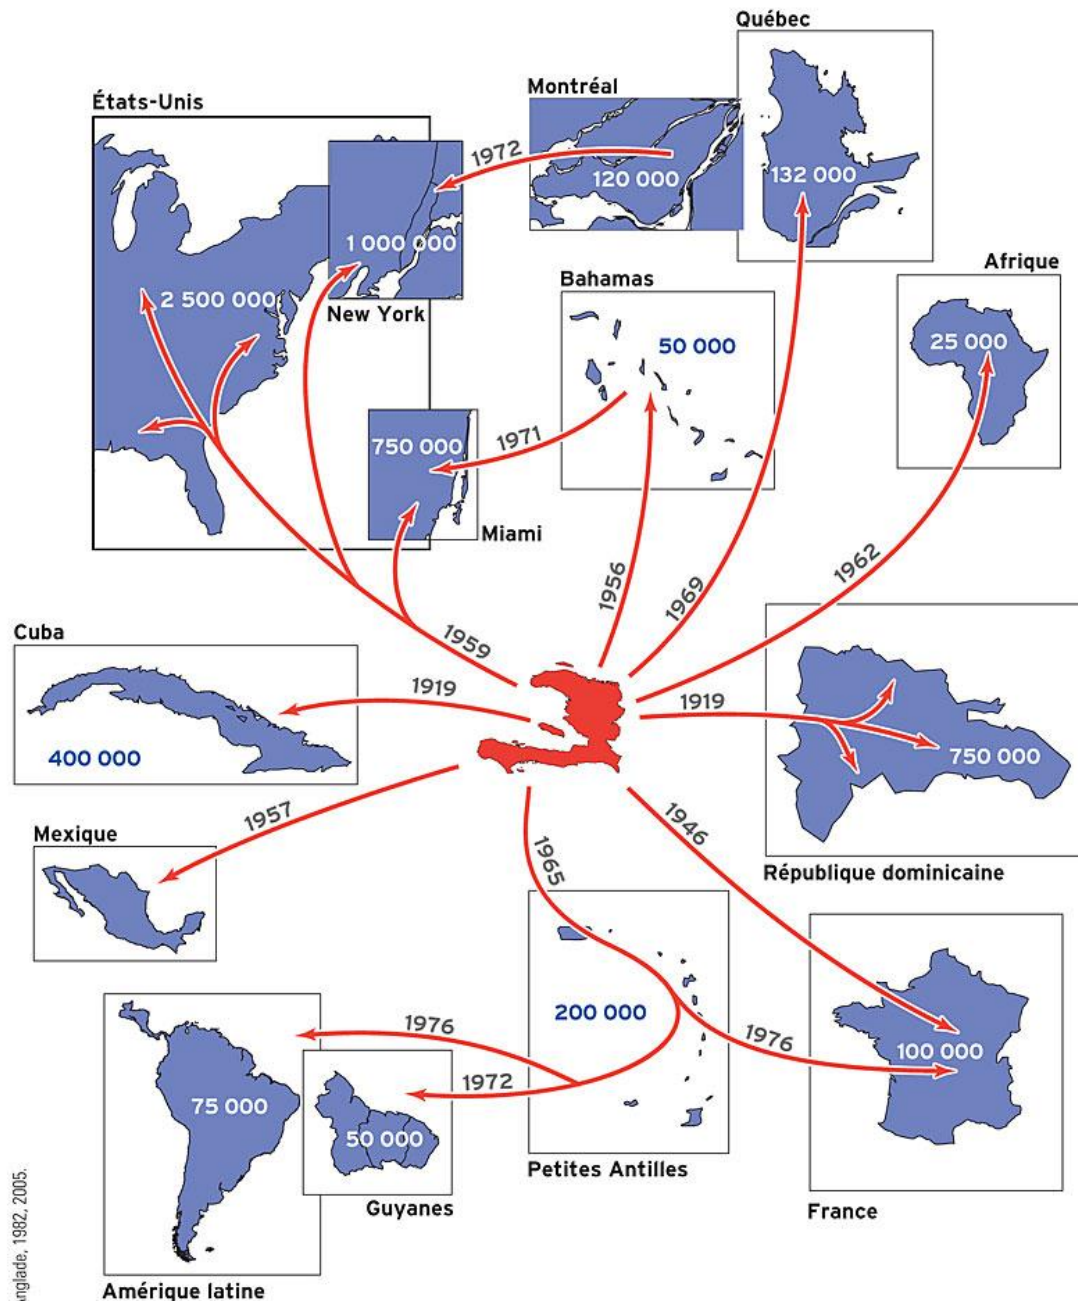 Québec
Montréal
États-Unis
1972
120 000
132 000
1 000 000
Afrique
Bahamas
2 500 000
New York
50 000
25 000
750 000
1971
Miami
1956
1969
1962
Cuba
1959
1919
1919
400 000
750 000
Mexique
1957
1965
1946
République dominicaine
200 000
1976
1976
100 000
1972
75 000
50 000
Petites Antilles
Guyanes
France
Amérique latine
Anglade, 1982, 2005.